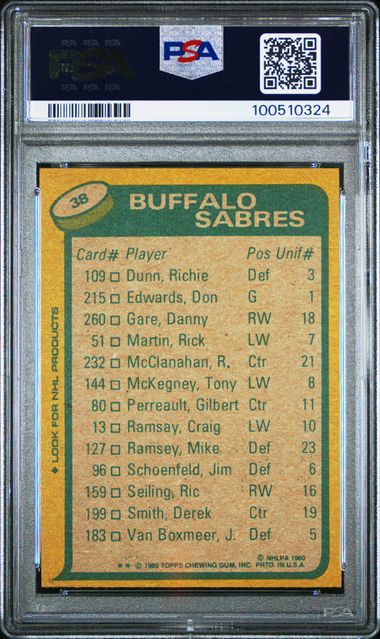 PSA
PSA
100510324
38
BUFFALO
SABRES
Card# Player Pos Unif#
109 □ Dunn, Richie Def 3
215 □ Edwards, Don G 1
260 □ Gare, Danny RW 18
51 □ Martin, Rick LW 7
232 □ McClanahan, R. Ctr 21
144 □ McKegney, Tony LW 8
80 □ Perreault, Gilbert Ctr 11
13 □ Ramsay, Craig LW 10
127 □ Ramsey, Mike Def 23
96 □ Schoenfeld, Jim Def 6
159 □ Seiling, Ric RW 16
199 □ Smith, Derek Ctr 19
183 □ Van Boxmeer, J. Def 5
© NHLPA 1980
** © 1980 TOPPS CHEWING GUM, INC. PRTD. IN U.S.A.
♦ LOOK FOR NHL PRODUCTS
PSA